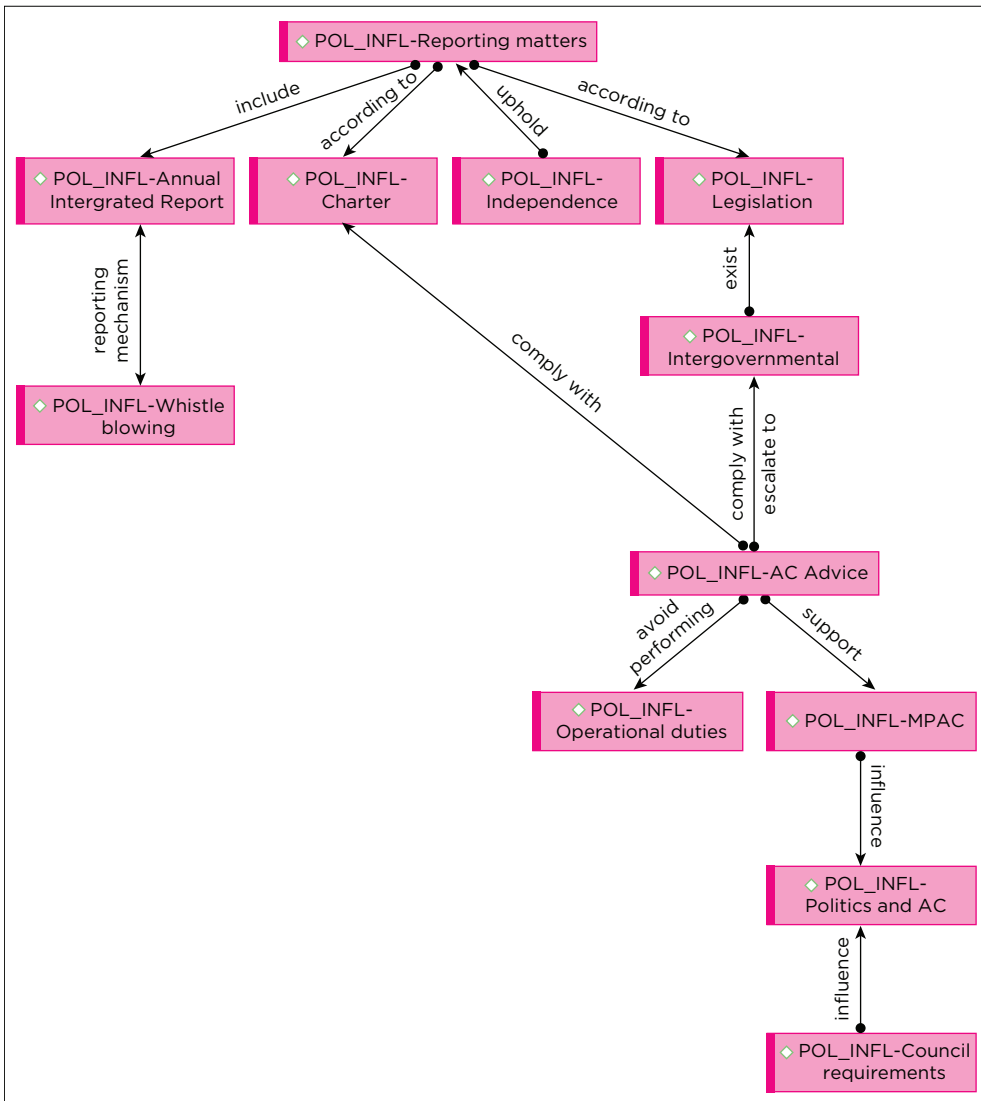 POL_INFL-Reporting matters
include
according to
uphold
according to
POL_INFL-Annual
Intergrated Report
POL_INFL-
Charter
POL_INFL-
Independence
POL_INFL-
Legislation
reporting
mechanism
exist
POL_INFL-
Intergovernmental
comply with
POL_INFL-Whistle
blowing
comply with
escalate to
POL_INFL-AC Advice
avoid
performing
support
POL_INFL-
Operational duties
POL_INFL-MPAC
influence
POL_INFL-
Politics and AC
influence
POL_INFL-Council
requirements